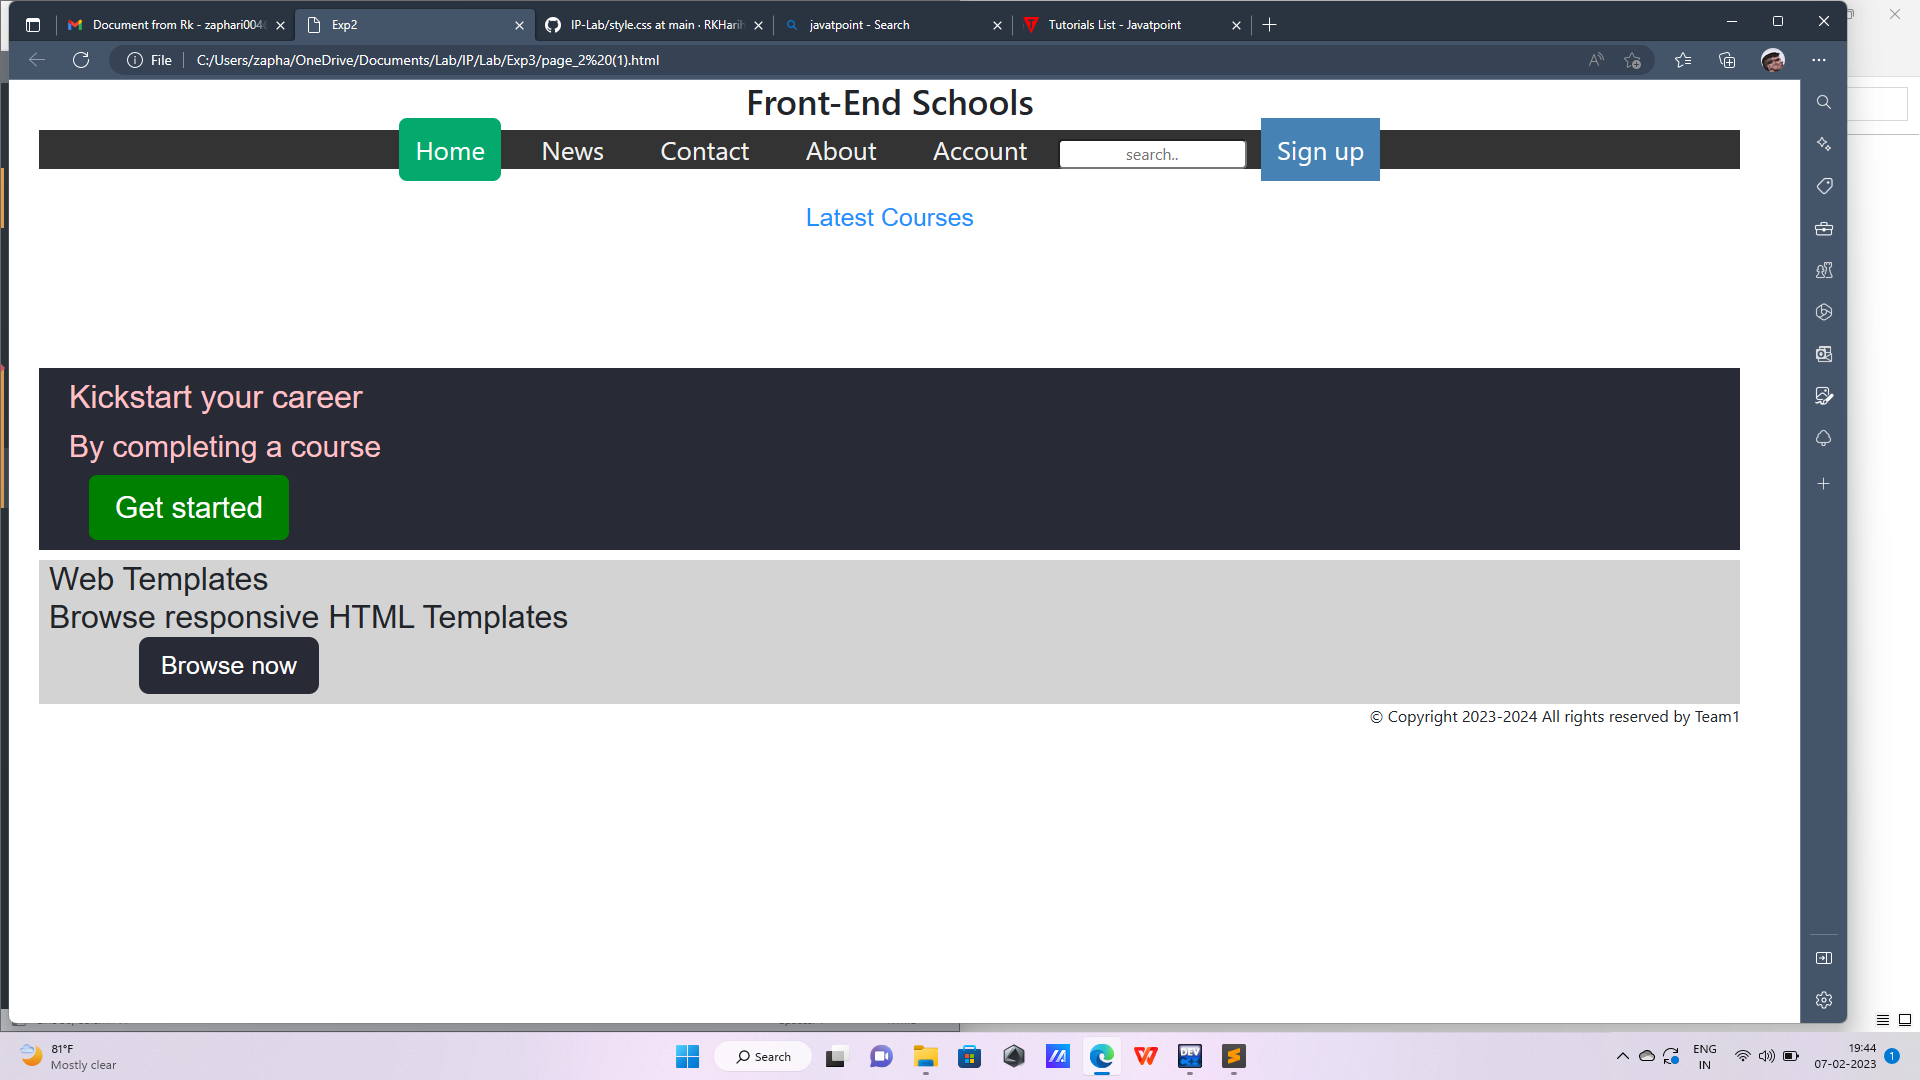 Document from Rk - zaphari004
Exp2
IP-Lab/style.css at main · RKHarih
javatpoint - Search
Tutorials List - Javatpoint
File
C:/Users/zapha/OneDrive/Documents/Lab/IP/Lab/Exp3/page_2%20(1).html
Front-End Schools
Home News Contact About Account search.. Sign up
Latest Courses
Kickstart your career
By completing a course
Get started
Web Templates
Browse responsive HTML Templates
Browse now
© Copyright 2023-2024 All rights reserved by Team1
81°F
Mostly clear
Search
DEV
ENG
IN
19:44
07-02-2023
1